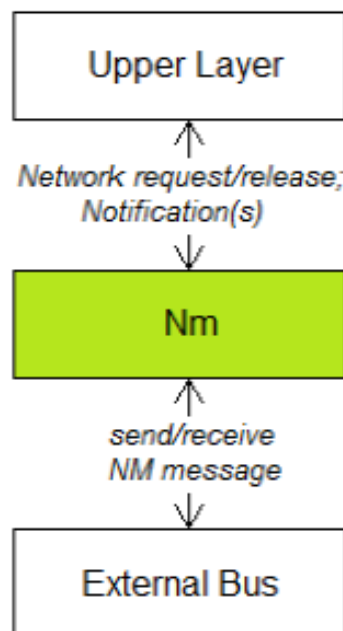 Upper Layer
Network request/release;
Notification(s)
Nm
send/receive
NM message
External Bus